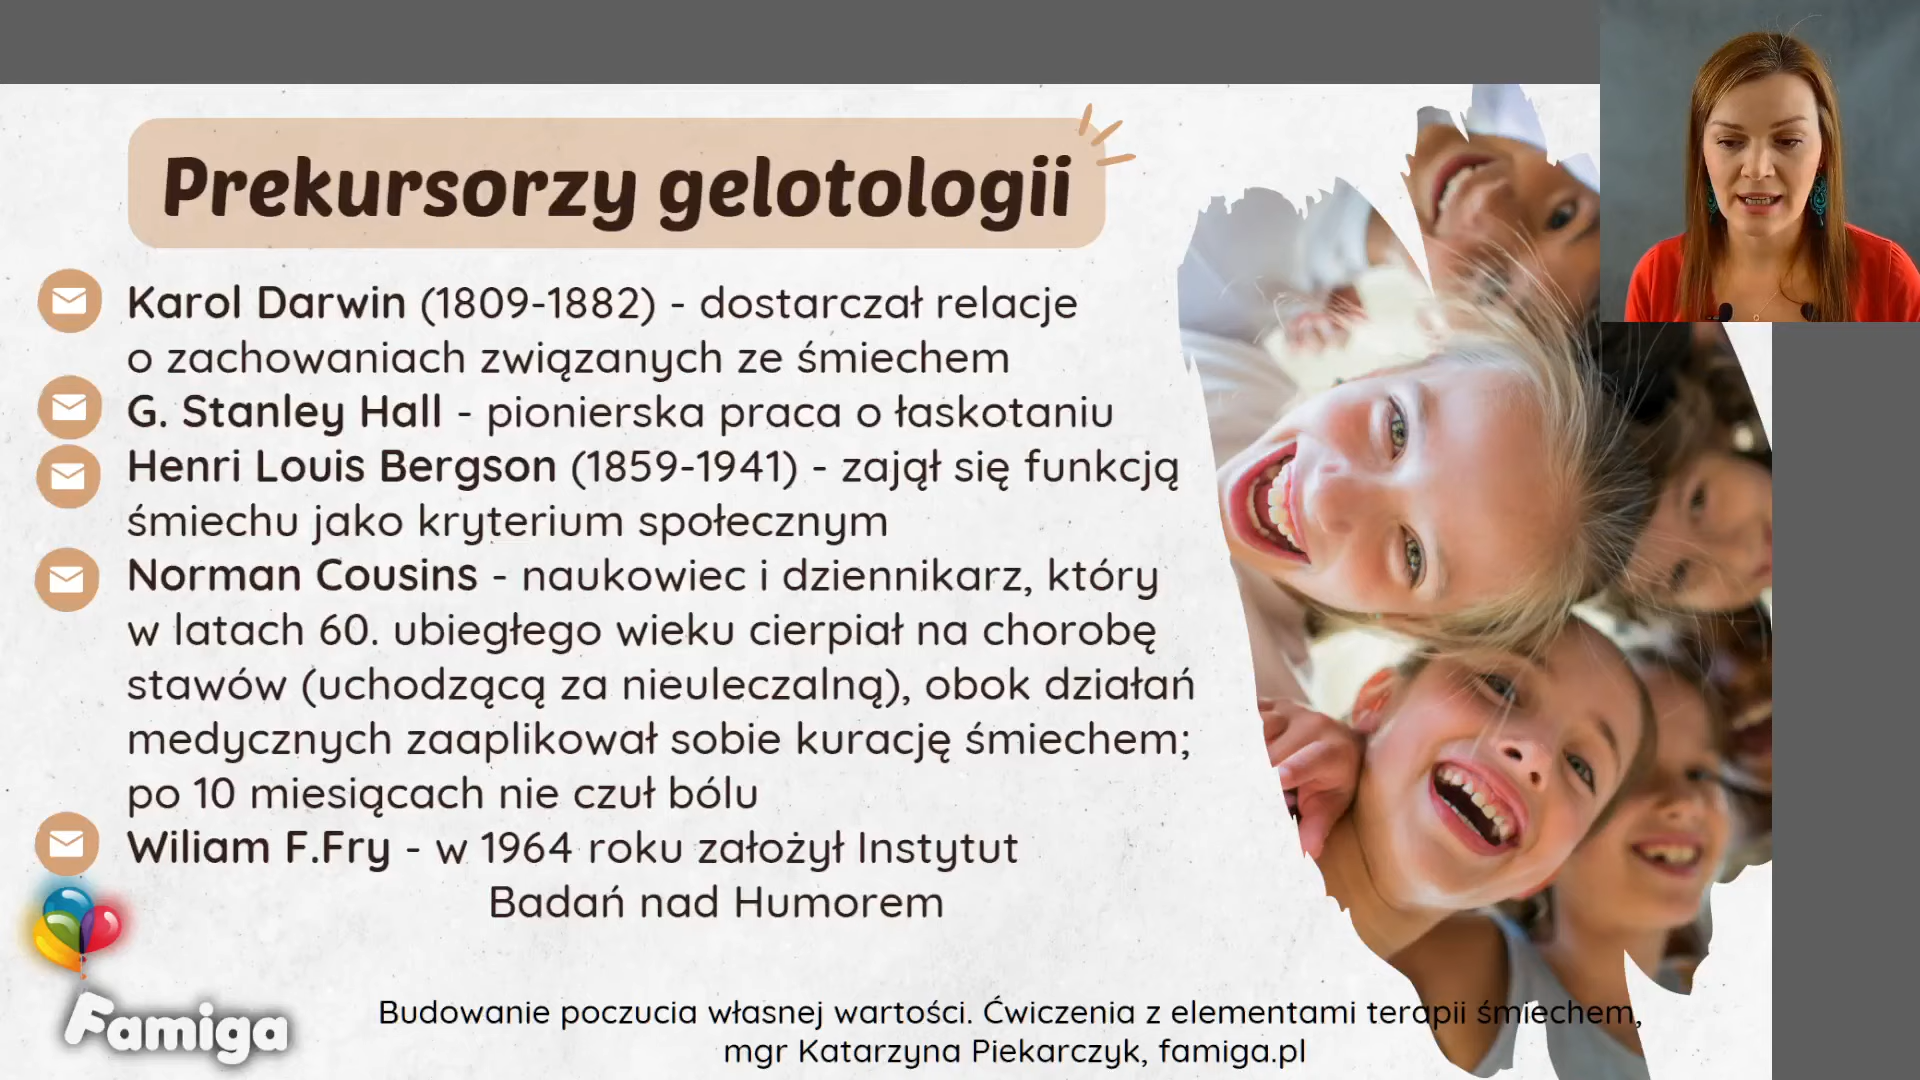 Prekursorzy gelotologii
Karol Darwin (1809-1882) - dostarczał relacje
o zachowaniach związanych ze śmiechem
G. Stanley Hall - pionierska praca o łaskotaniu
Henri Louis Bergson (1859-1941) - zajął się funkcją
śmiechu jako kryterium społecznym
Norman Cousins - naukowiec i dziennikarz, który
w latach 60. ubiegłego wieku cierpiał na chorobę
stawów (uchodzącą za nieuleczalną), obok działań
medycznych zaaplikował sobie kurację śmiechem;
po 10 miesiącach nie czuł bólu
Wiliam F.Fry - w 1964 roku założył Instytut
Badań nad Humorem
Famiga
Budowanie poczucia własnej wartości. Ćwiczenia z elementami terapii śmiechem,
mgr Katarzyna Piekarczyk, famiga.pl